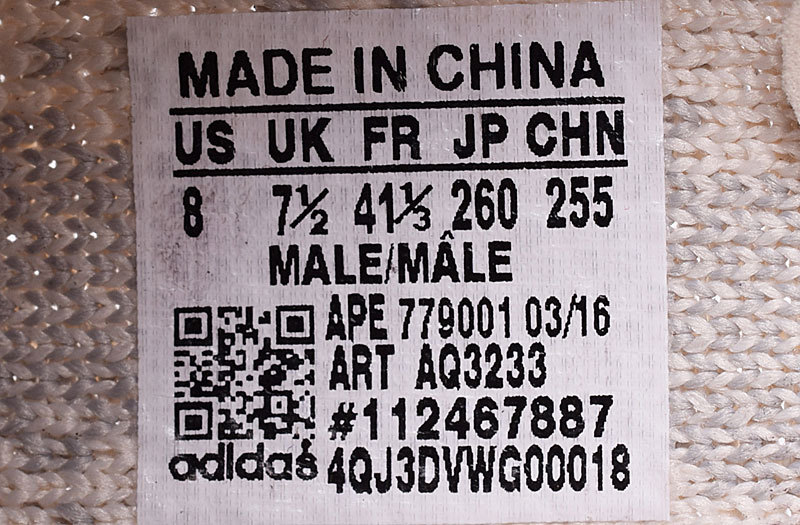 MADE IN CHINA
US UK FR JP CHN
8 7½ 41⅓ 260 255
MALE/MÂLE
APE 779001 03/16
ART AQ3233
#112467887
adidas 4QJ3DVWG00018